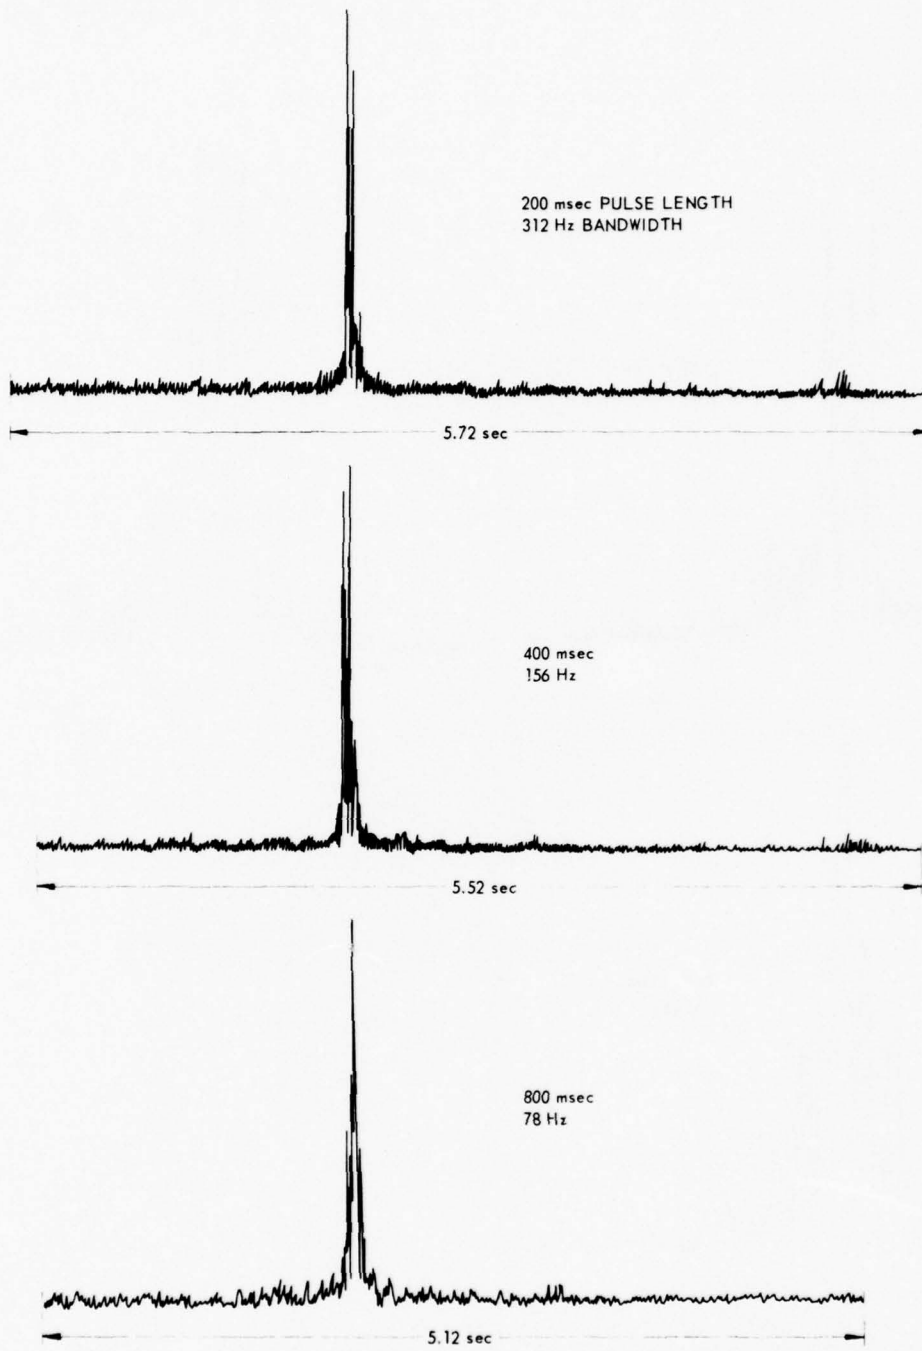 200 msec PULSE LENGTH
312 Hz BANDWIDTH
5.72 sec
400 msec
156 Hz
5.52 sec
800 msec
78 Hz
5.12 sec